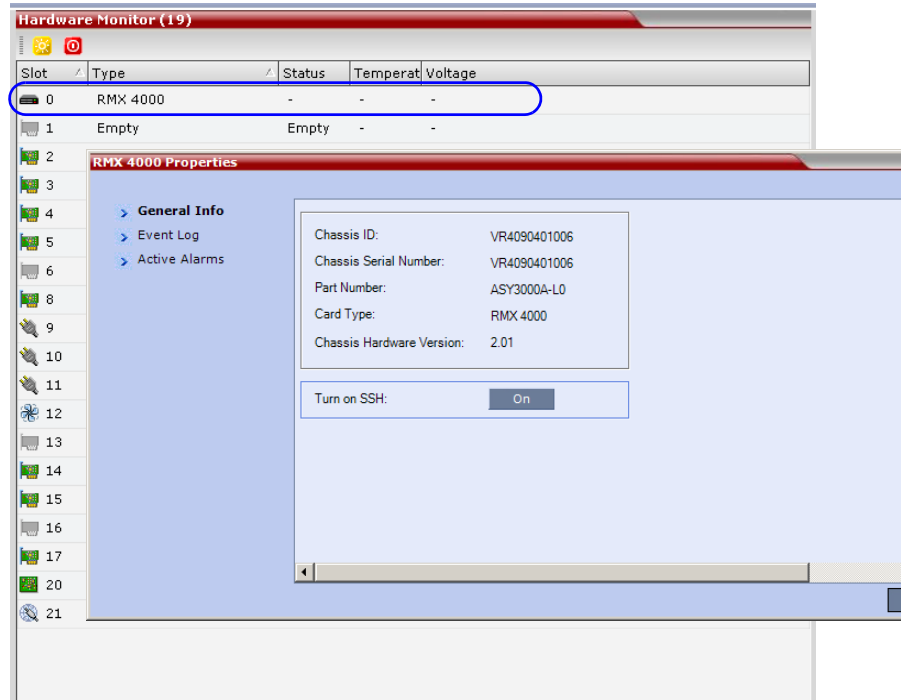 Hardware Monitor (19)
Slot Type Status Temperat Voltage
0 RMX 4000 - - -
1 Empty Empty - -
2
RMX 4000 Properties
3
4 General Info
5 Event Log
6 Active Alarms
8
9
10
11
12
13
14
15
16
17
20
21
Chassis ID: VR4090401006
Chassis Serial Number: VR4090401006
Part Number: ASY3000A-L0
Card Type: RMX 4000
Chassis Hardware Version: 2.01
Turn on SSH: On